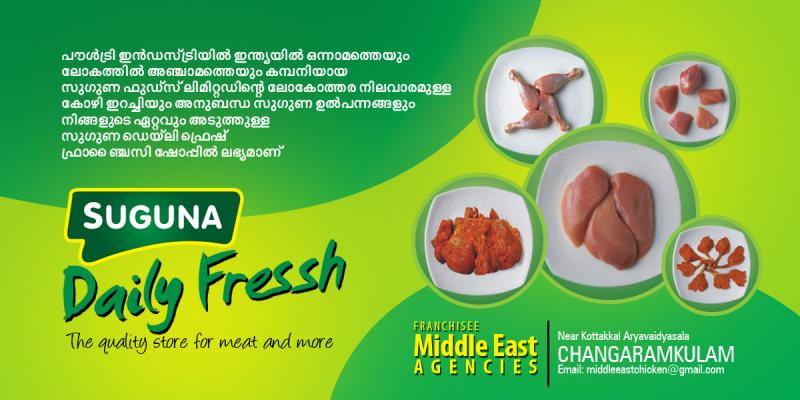 പൗൾട്രി ഇൻഡസ്ട്രിയിൽ ഇന്ത്യയിൽ ഒന്നാമത്തെയും
ലോകത്തിൽ അഞ്ചാമത്തെയും കമ്പനിയായ
സുഗുണ ഫുഡ്സ് ലിമിറ്റഡിന്റെ ലോകോത്തര നിലവാരമുള്ള
കോഴി ഇറച്ചിയും അനുബന്ധ സുഗുണ ഉൽപന്നങ്ങളും
നിങ്ങളുടെ ഏറ്റവും അടുത്തുള്ള
സുഗുണ ഡെയ്‌ലി ഫ്രെഷ്
ഫ്രാഞ്ചൈസി ഷോപ്പിൽ ലഭ്യമാണ്
SUGUNA
Daily Fressh
The quality store for meat and more
FRANCHISEE
Middle East
AGENCIES
Near Kottakkal Aryavaidyasala
CHANGARAMKULAM
Email: middleeastchicken@gmail.com